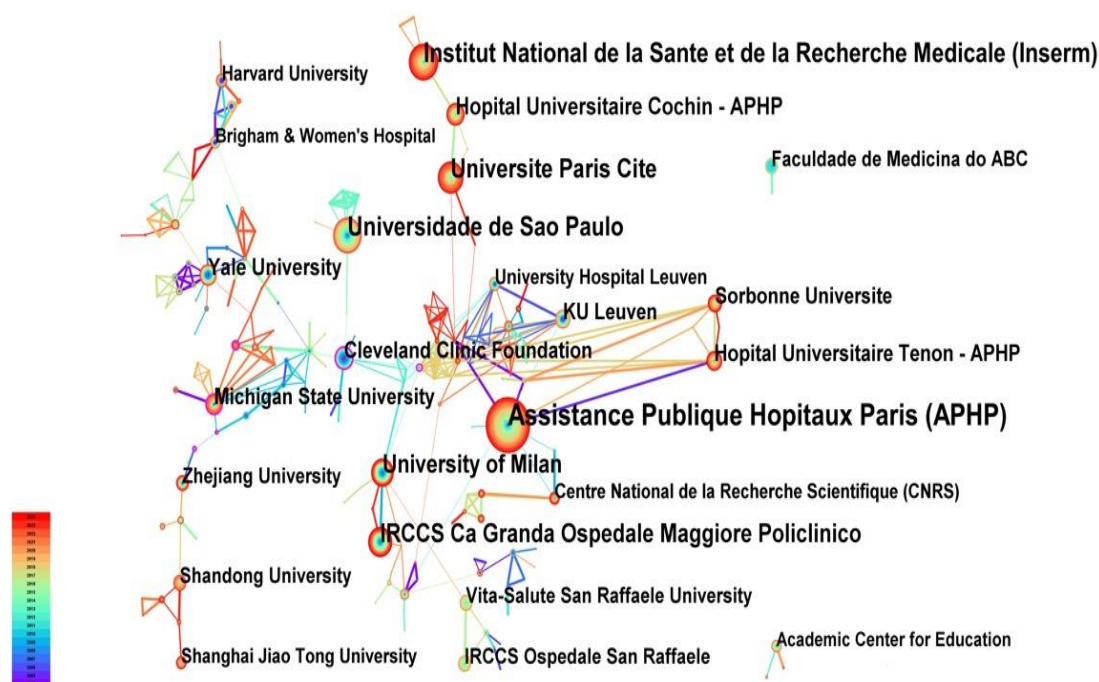 Institut National de la Sante et de la Recherche Medicale (Inserm)
Harvard University
Hopital Universitaire Cochin - APHP
Brigham & Women's Hospital
Universite Paris Cite
Faculdade de Medicina do ABC
Universidade de Sao Paulo
Yale University
University Hospital Leuven
Sorbonne Universite
KU Leuven
Cleveland Clinic Foundation
Hopital Universitaire Tenon - APHP
Michigan State University
Assistance Publique Hopitaux Paris (APHP)
University of Milan
Zhejiang University
Centre National de la Recherche Scientifique (CNRS)
IRCCS Ca Granda Ospedale Maggiore Policlinico
Shandong University
Vita-Salute San Raffaele University
Academic Center for Education
Shanghai Jiao Tong University
IRCCS Ospedale San Raffaele